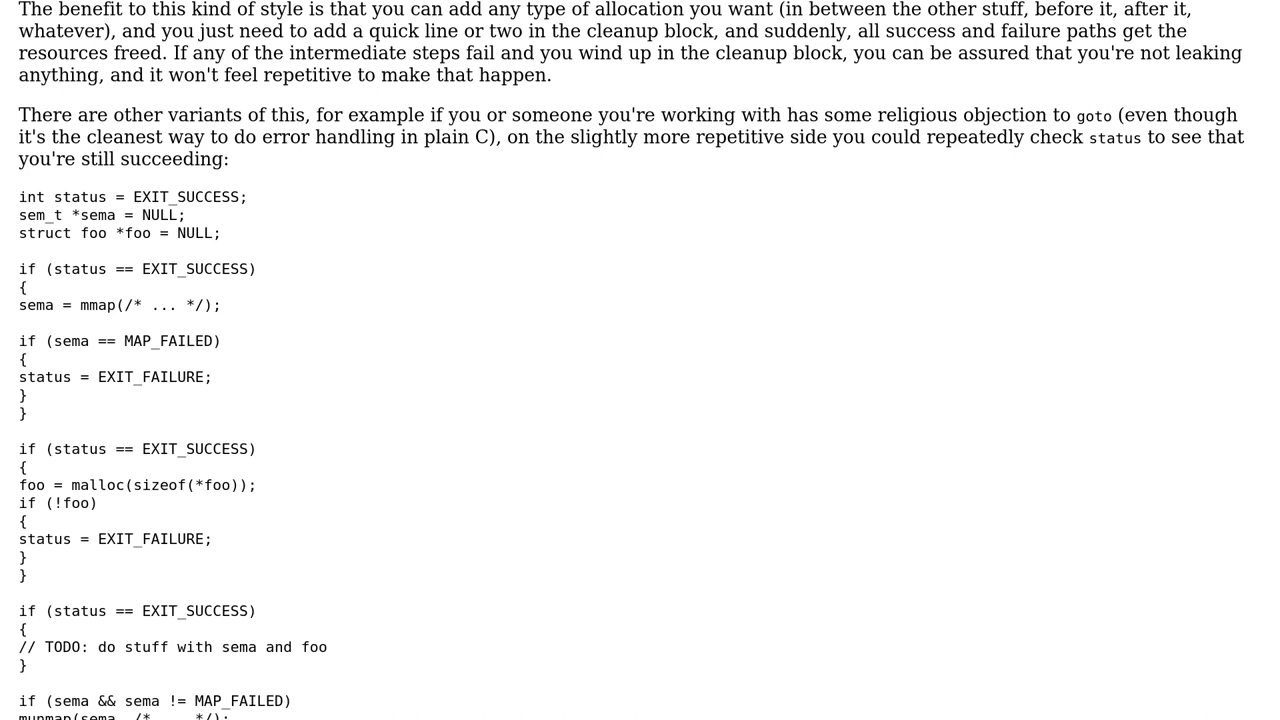 The benefit to this kind of style is that you can add any type of allocation you want (in between the other stuff, before it, after it,
whatever), and you just need to add a quick line or two in the cleanup block, and suddenly, all success and failure paths get the
resources freed. If any of the intermediate steps fail and you wind up in the cleanup block, you can be assured that you're not leaking
anything, and it won't feel repetitive to make that happen.
There are other variants of this, for example if you or someone you're working with has some religious objection to goto (even though
it's the cleanest way to do error handling in plain C), on the slightly more repetitive side you could repeatedly check status to see that
you're still succeeding:
int status = EXIT_SUCCESS;
sem_t *sema = NULL;
struct foo *foo = NULL;
if (status == EXIT_SUCCESS)
{
sema = mmap(/* ... */);
if (sema == MAP_FAILED)
{
status = EXIT_FAILURE;
}
}
if (status == EXIT_SUCCESS)
{
foo = malloc(sizeof(*foo));
if (!foo)
{
status = EXIT_FAILURE;
}
}
if (status == EXIT_SUCCESS)
{
// TODO: do stuff with sema and foo
}
if (sema && sema != MAP_FAILED)
munmap(sema, /* ... */);